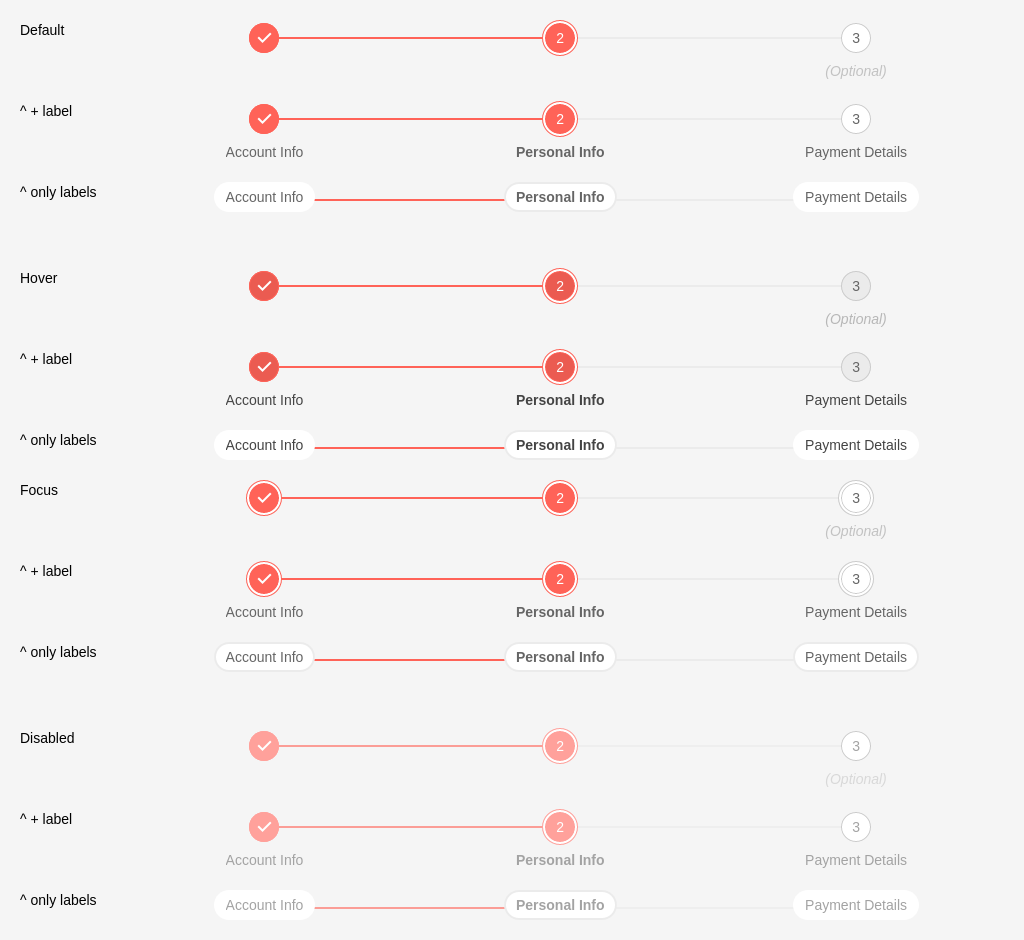 Default
2
3
(Optional)
^ + label
2
3
Account Info
Personal Info
Payment Details
^ only labels
Account Info
Personal Info
Payment Details
Hover
2
3
(Optional)
^ + label
2
3
Account Info
Personal Info
Payment Details
^ only labels
Account Info
Personal Info
Payment Details
Focus
2
3
(Optional)
^ + label
2
3
Account Info
Personal Info
Payment Details
^ only labels
Account Info
Personal Info
Payment Details
Disabled
2
3
(Optional)
^ + label
2
3
Account Info
Personal Info
Payment Details
^ only labels
Account Info
Personal Info
Payment Details